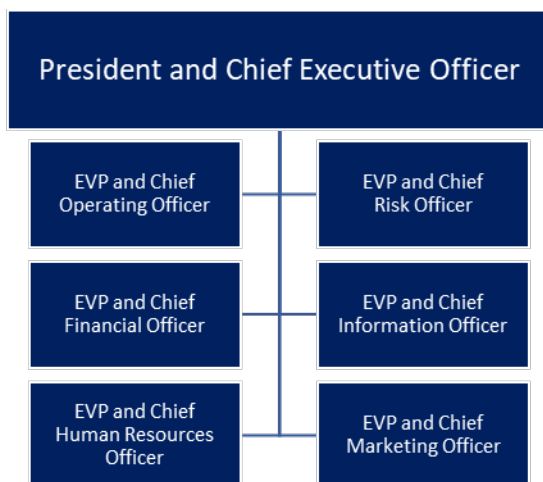 President and Chief Executive Officer
EVP and Chief
Operating Officer
EVP and Chief
Risk Officer
EVP and Chief
Financial Officer
EVP and Chief
Information Officer
EVP and Chief
Human Resources
Officer
EVP and Chief
Marketing Officer